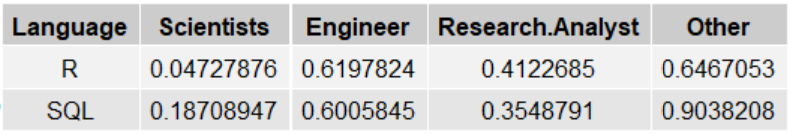 Language Scientists Engineer Research.Analyst Other
R 0.04727876 0.6197824 0.4122685 0.6467053
SQL 0.18708947 0.6005845 0.3548791 0.9038208